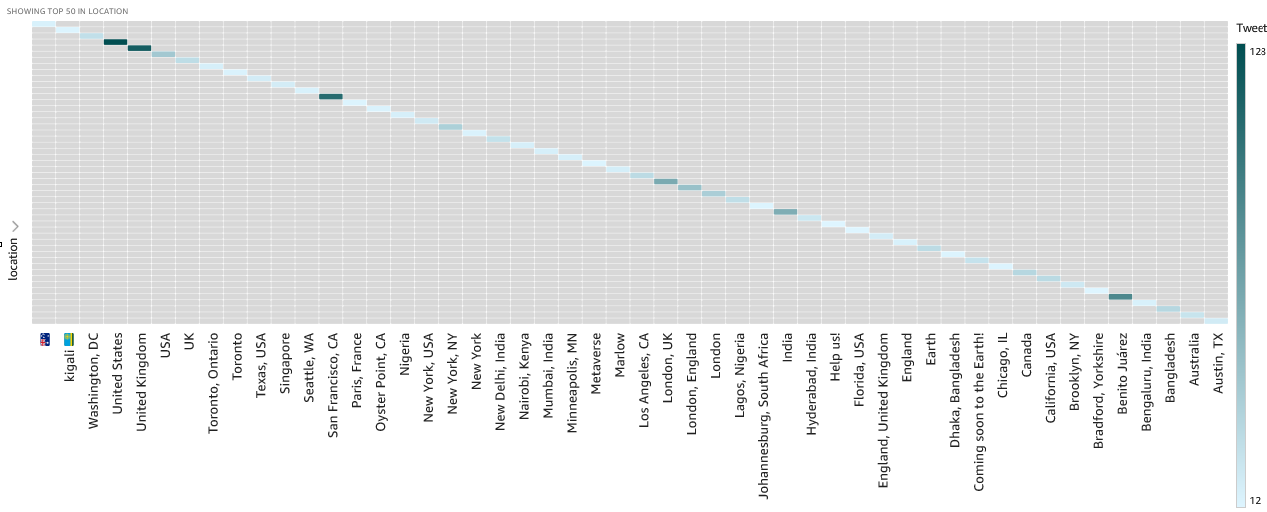 SHOWING TOP 50 IN LOCATION
Tweet
123
12
location
🇦🇺
kigali 🇷🇼
Washington, DC
United States
United Kingdom
USA
UK
Toronto, Ontario
Toronto
Texas, USA
Singapore
Seattle, WA
San Francisco, CA
Paris, France
Oyster Point, CA
Nigeria
New York, USA
New York, NY
New York
New Delhi, India
Nairobi, Kenya
Mumbai, India
Minneapolis, MN
Metaverse
Marlow
Los Angeles, CA
London, UK
London, England
London
Lagos, Nigeria
Johannesburg, South Africa
India
Hyderabad, India
Help us!
Florida, USA
England, United Kingdom
England
Earth
Dhaka, Bangladesh
Coming soon to the Earth!
Chicago, IL
Canada
California, USA
Brooklyn, NY
Bradford, Yorkshire
Benito Juárez
Bengaluru, India
Bangladesh
Australia
Austin, TX